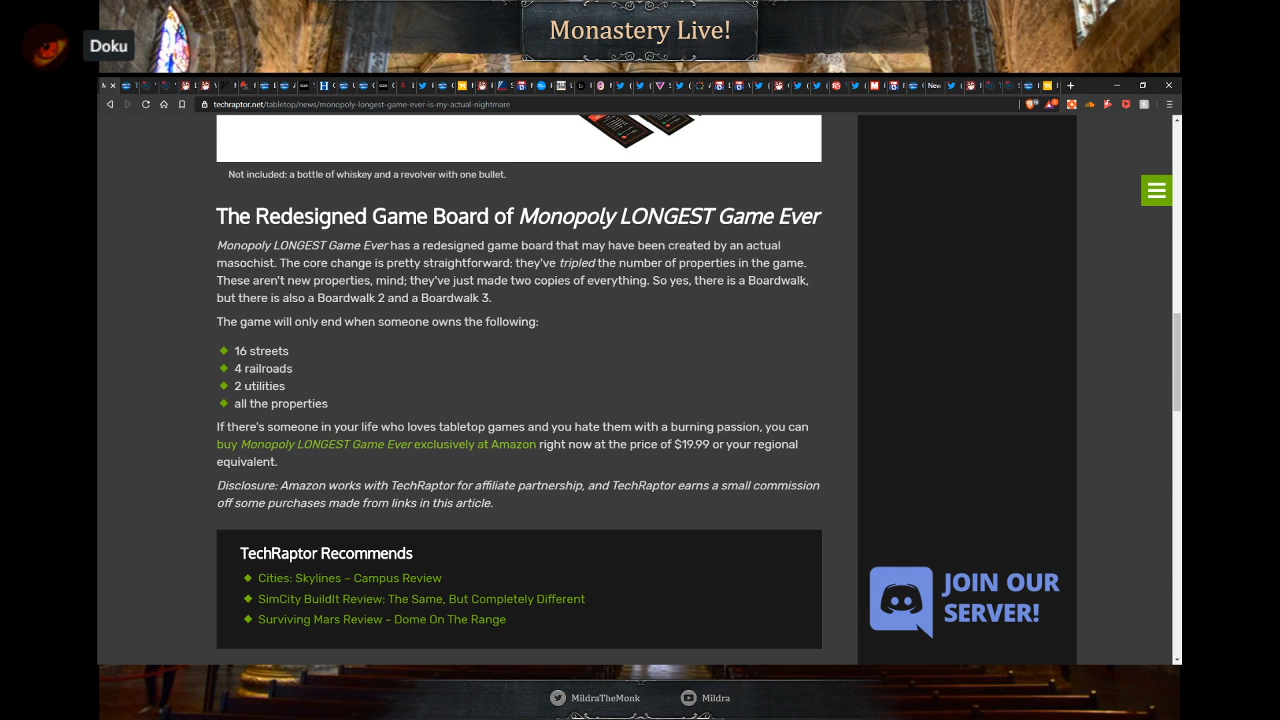 Monastery Live!
Doku
New
techraptor.net/tabletop/news/monopoly-longest-game-ever-is-my-actual-nightmare
Not included: a bottle of whiskey and a revolver with one bullet.
The Redesigned Game Board of Monopoly LONGEST Game Ever
Monopoly LONGEST Game Ever has a redesigned game board that may have been created by an actual
masochist. The core change is pretty straightforward: they've tripled the number of properties in the game.
These aren't new properties, mind; they've just made two copies of everything. So yes, there is a Boardwalk,
but there is also a Boardwalk 2 and a Boardwalk 3.
The game will only end when someone owns the following:
16 streets
4 railroads
2 utilities
all the properties
If there's someone in your life who loves tabletop games and you hate them with a burning passion, you can
buy Monopoly LONGEST Game Ever exclusively at Amazon right now at the price of $19.99 or your regional
equivalent.
Disclosure: Amazon works with TechRaptor for affiliate partnership, and TechRaptor earns a small commission
off some purchases made from links in this article.
TechRaptor Recommends
Cities: Skylines – Campus Review
SimCity BuildIt Review: The Same, But Completely Different
Surviving Mars Review - Dome On The Range
JOIN OUR
SERVER!
MildraTheMonk
Mildra